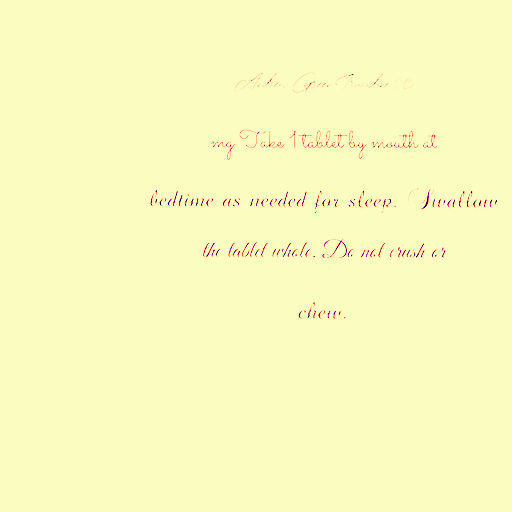 Green
mg Take 1 tablet by mouth at
bedtime as needed for sleep. Swallow
the tablet whole. Do not crush or
chew.